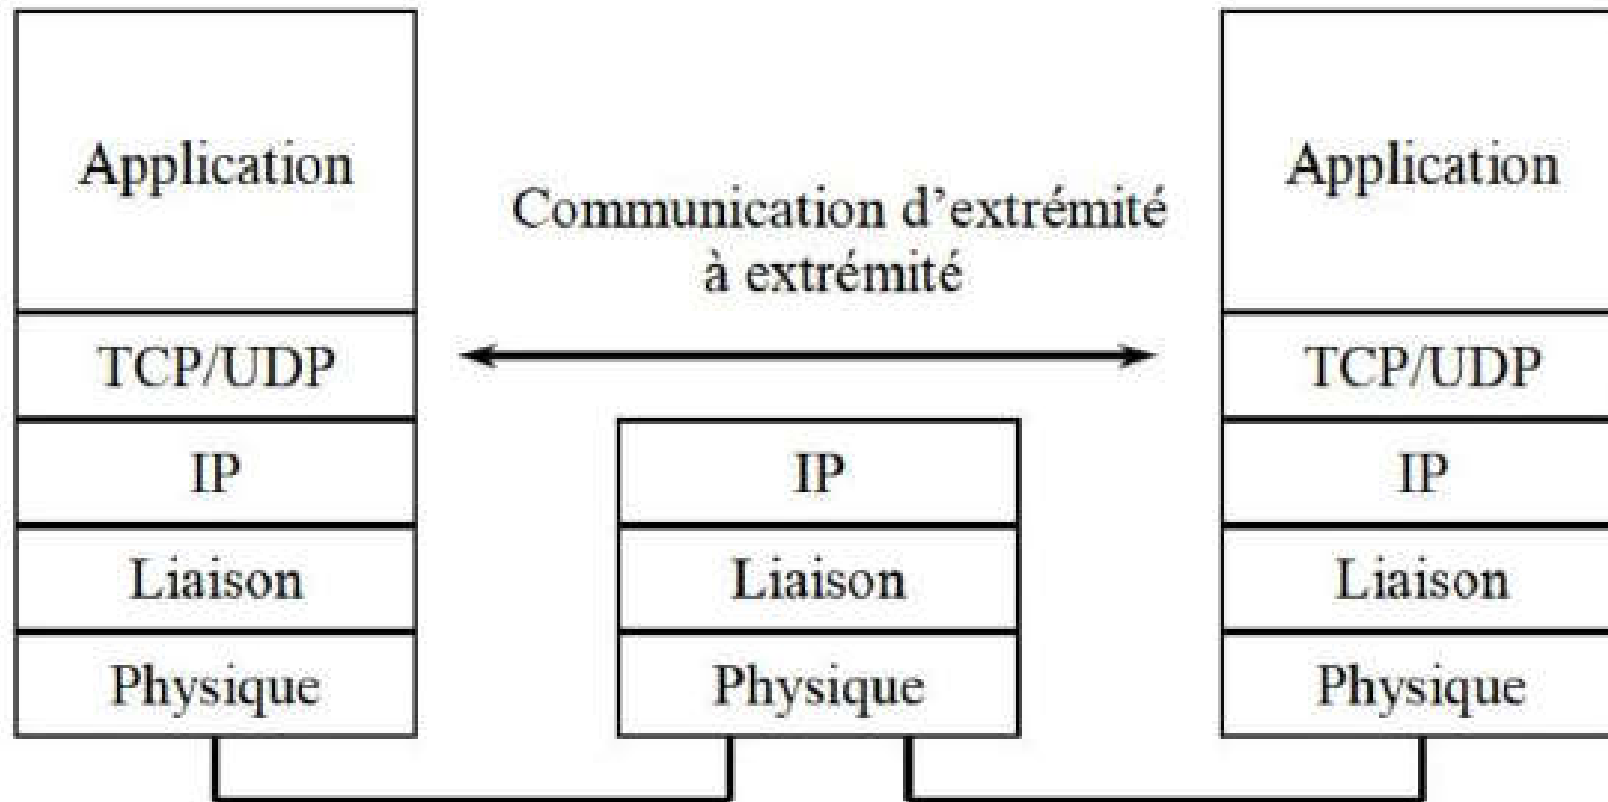 Application
TCP/UDP
IP
Liaison
Physique
Communication d'extrémité
à extrémité
IP
Liaison
Physique
Application
TCP/UDP
IP
Liaison
Physique